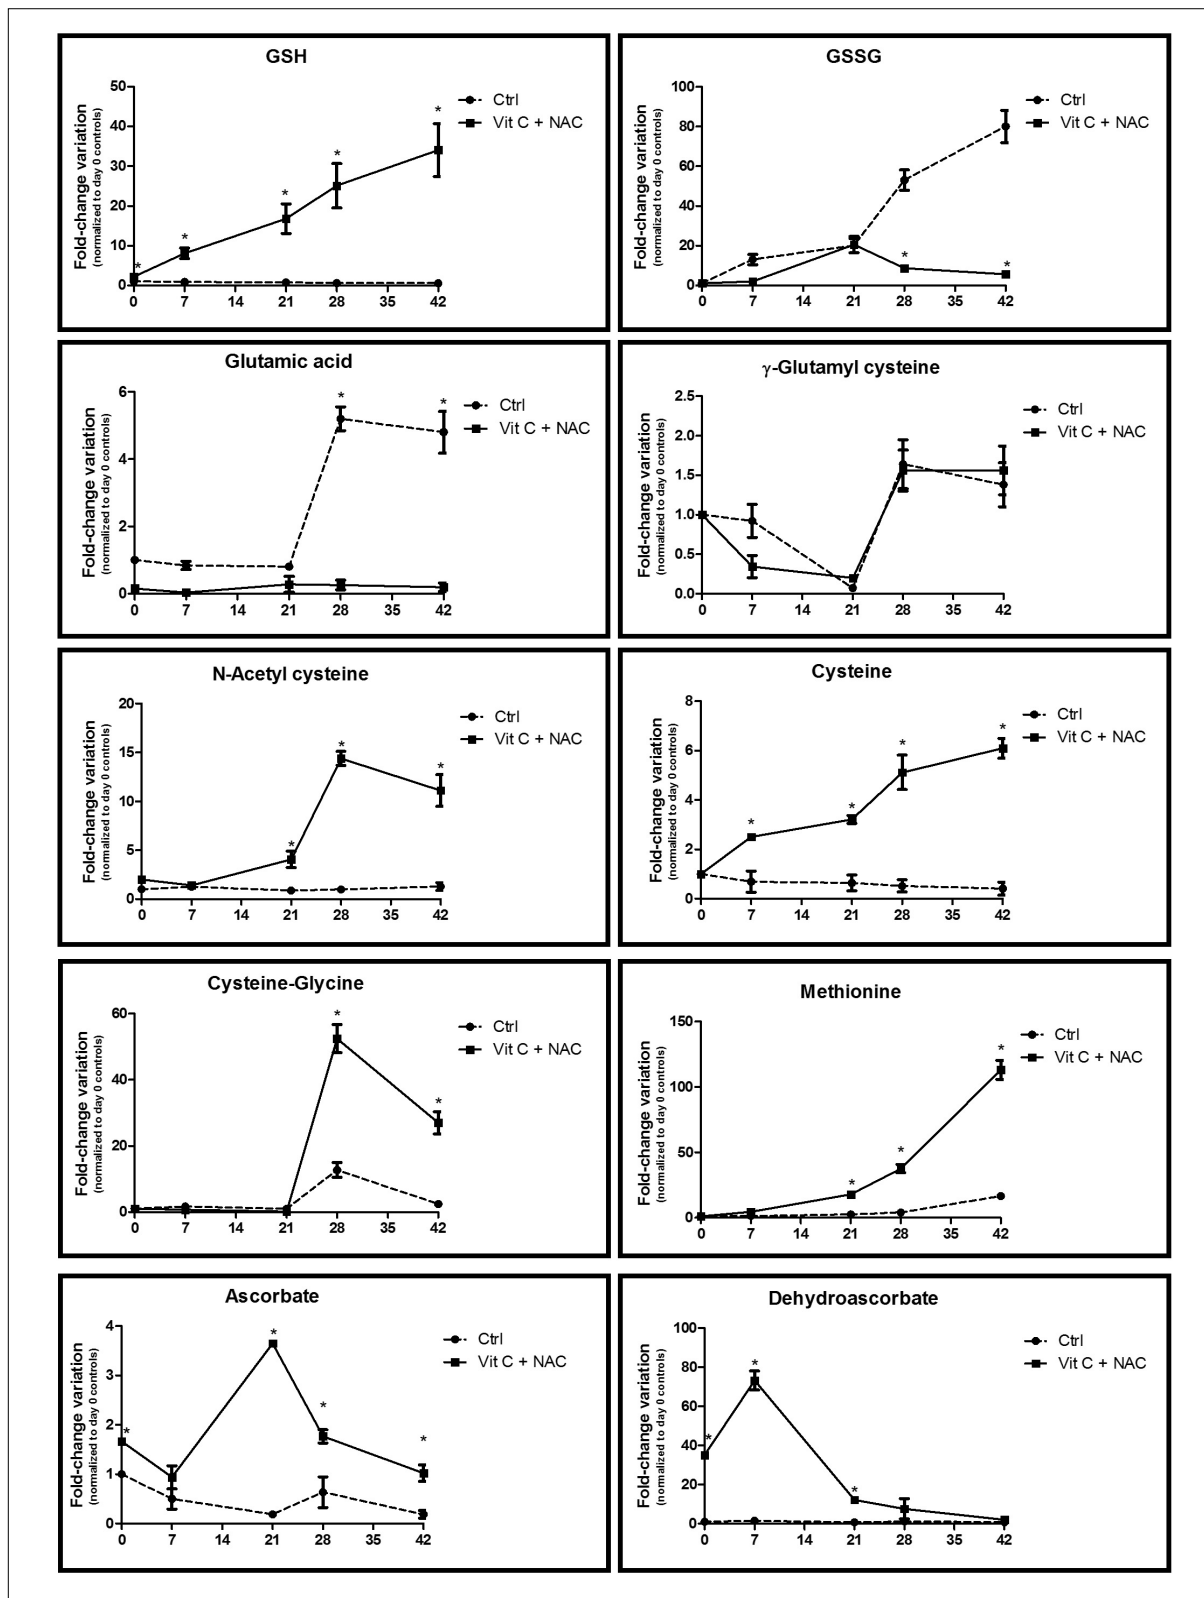 GSH
Fold-change variation
(normalized to day 0 controls)
50
40
30
20
10
0
0 7 14 21 28 35 42
* * * * *
Ctrl
Vit C + NAC
GSSG
Fold-change variation
(normalized to day 0 controls)
100
80
60
40
20
0
0 7 14 21 28 35 42
* *
Ctrl
Vit C + NAC
Glutamic acid
Fold-change variation
(normalized to day 0 controls)
6
4
2
0
0 7 14 21 28 35 42
* *
Ctrl
Vit C + NAC
γ-Glutamyl cysteine
Fold-change variation
(normalized to day 0 controls)
2.5
2.0
1.5
1.0
0.5
0.0
0 7 14 21 28 35 42
Ctrl
Vit C + NAC
N-Acetyl cysteine
Fold-change variation
(normalized to day 0 controls)
20
15
10
5
0
0 7 14 21 28 35 42
* * *
Ctrl
Vit C + NAC
Cysteine
Fold-change variation
(normalized to day 0 controls)
8
6
4
2
0
0 7 14 21 28 35 42
* * * *
Ctrl
Vit C + NAC
Cysteine-Glycine
Fold-change variation
(normalized to day 0 controls)
60
40
20
0
0 7 14 21 28 35 42
* *
Ctrl
Vit C + NAC
Methionine
Fold-change variation
(normalized to day 0 controls)
150
100
50
0
0 7 14 21 28 35 42
* * *
Ctrl
Vit C + NAC
Ascorbate
Fold-change variation
(normalized to day 0 controls)
4
3
2
1
0
0 7 14 21 28 35 42
* * * *
Ctrl
Vit C + NAC
Dehydroascorbate
Fold-change variation
(normalized to day 0 controls)
100
80
60
40
20
0
0 7 14 21 28 35 42
* * *
Ctrl
Vit C + NAC